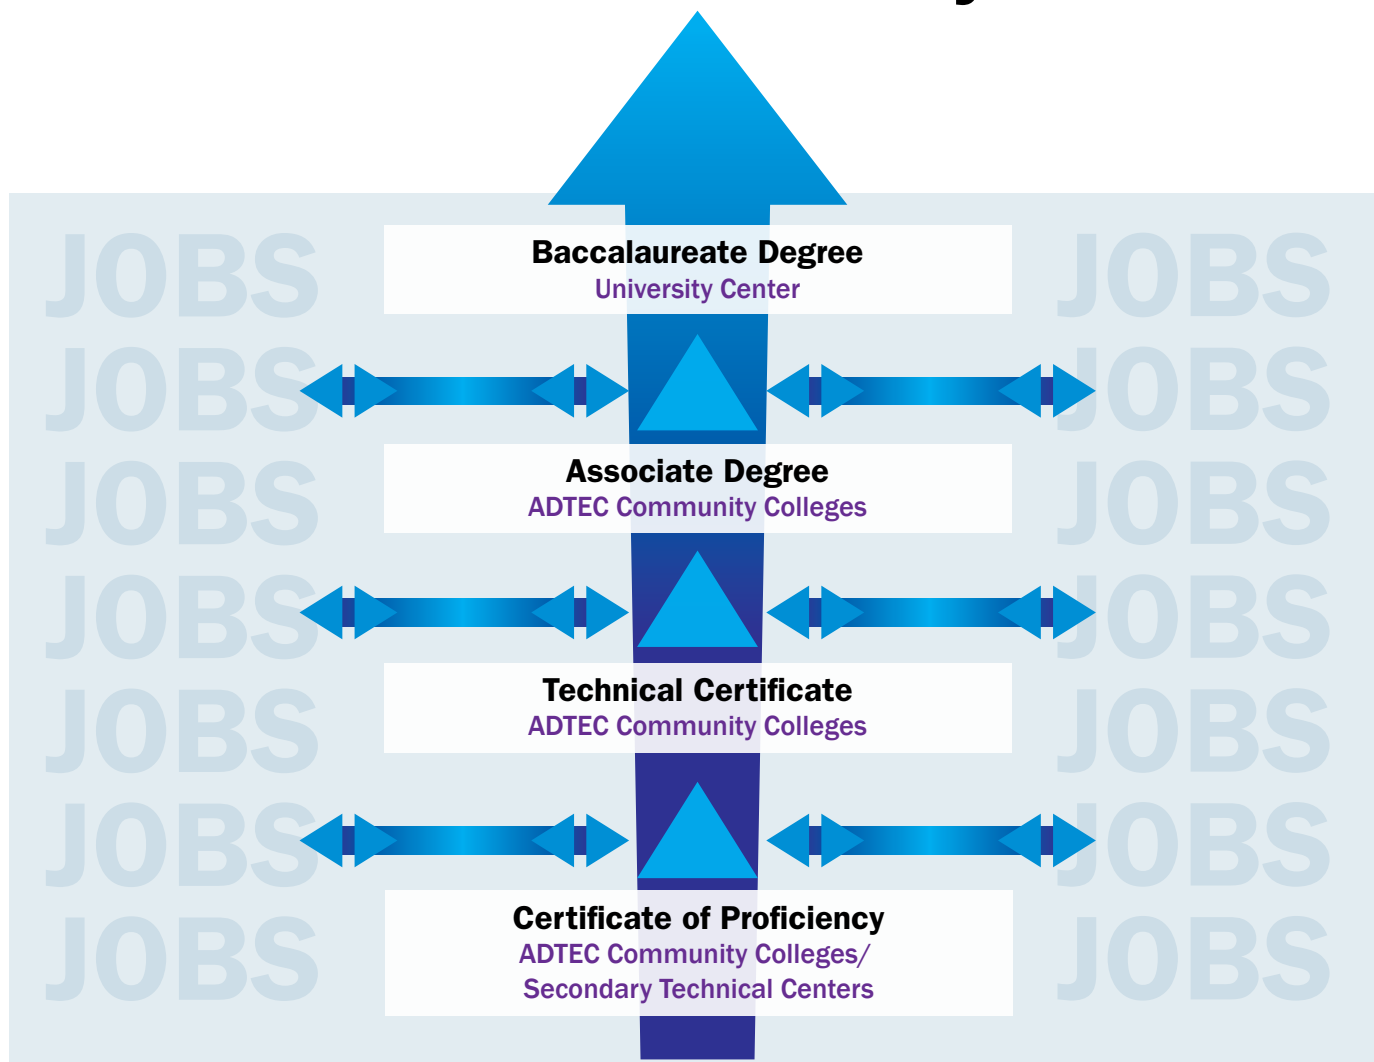 JOBS JOBS
Baccalaureate Degree
University Center
JOBS JOBS
JOBS JOBS
Associate Degree
ADTEC Community Colleges
JOBS JOBS
JOBS JOBS
Technical Certificate
ADTEC Community Colleges
JOBS JOBS
JOBS JOBS
Certificate of Proficiency
ADTEC Community Colleges/
Secondary Technical Centers